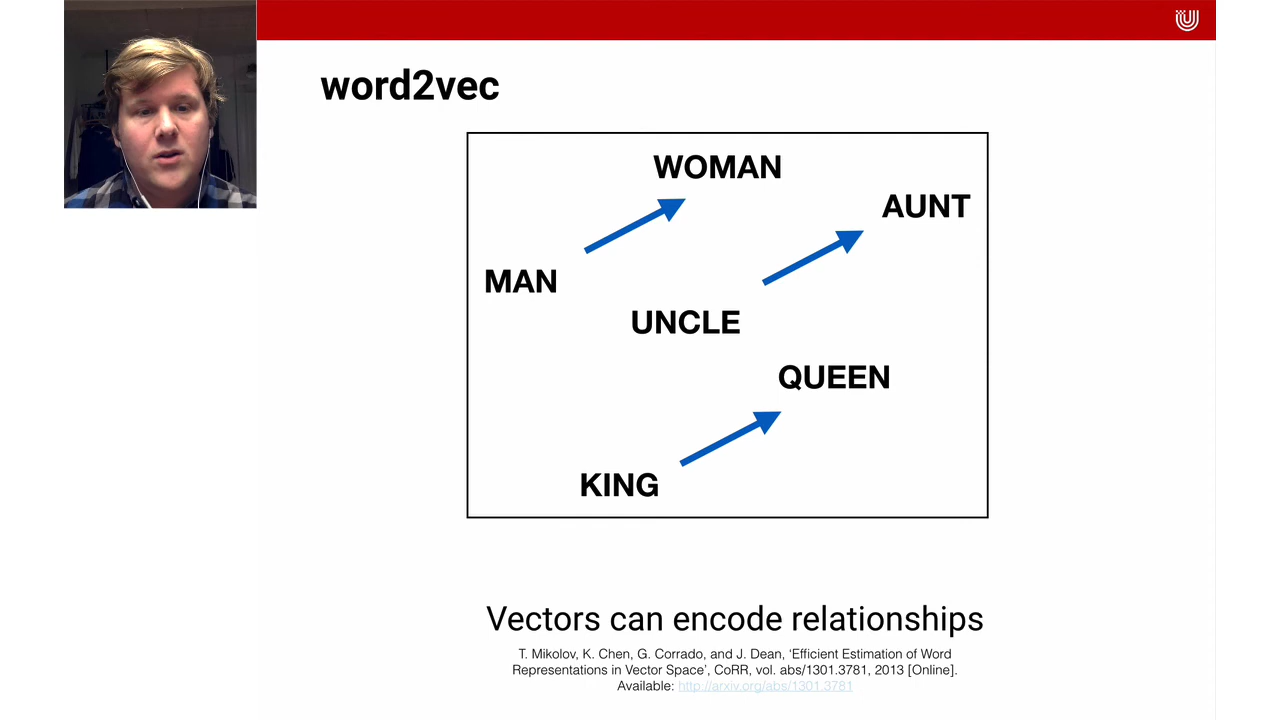 word2vec
WOMAN
AUNT
MAN
UNCLE
QUEEN
KING
Vectors can encode relationships
T. Mikolov, K. Chen, G. Corrado, and J. Dean, ‘Efficient Estimation of Word
Representations in Vector Space’, CoRR, vol. abs/1301.3781, 2013 [Online].
Available: http://arxiv.org/abs/1301.3781